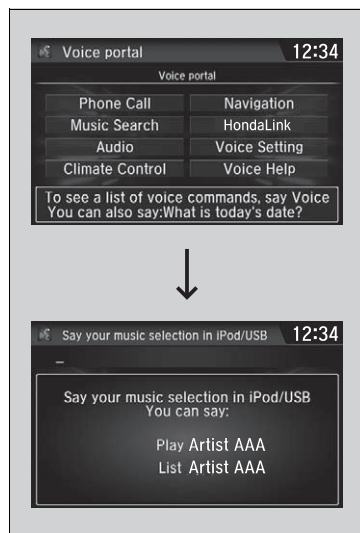 Voice portal 12:34
Voice portal
Phone Call Navigation
Music Search HondaLink
Audio Voice Setting
Climate Control Voice Help
To see a list of voice commands, say Voice
You can also say:What is today's date?
Say your music selection in iPod/USB 12:34
Say your music selection in iPod/USB
You can say:
Play Artist AAA
List Artist AAA